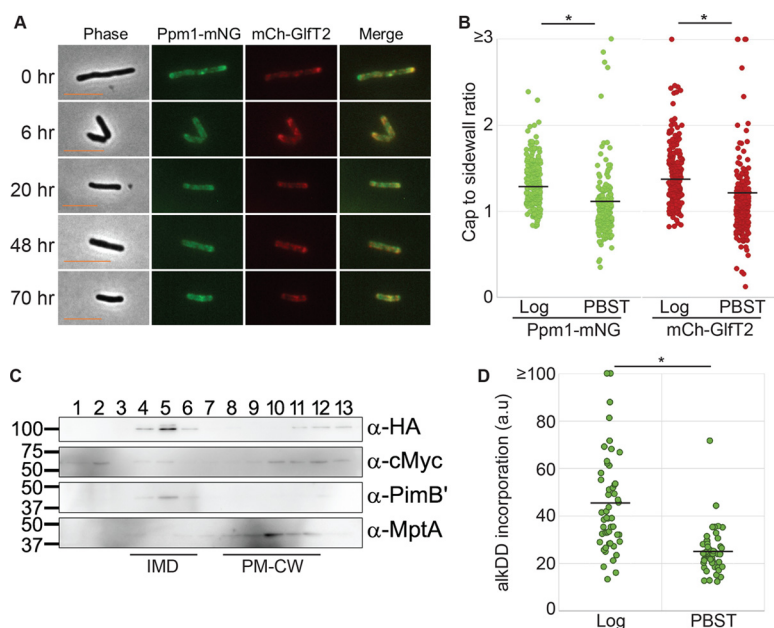 A
Phase Ppm1-mNG mCh-GlfT2 Merge
0 hr
6 hr
20 hr
48 hr
70 hr
B
Cap to sidewall ratio
≥3
2
1
0
* *
Log PBST Log PBST
Ppm1-mNG mCh-GlfT2
C
1 2 3 4 5 6 7 8 9 10 11 12 13
100 α-HA
75
50 α-cMyc
50
37 α-PimB'
50
37 α-MptA
IMD PM-CW
D
alkDD incorporation (a.u)
≥100
80
60
40
20
0
*
Log PBST